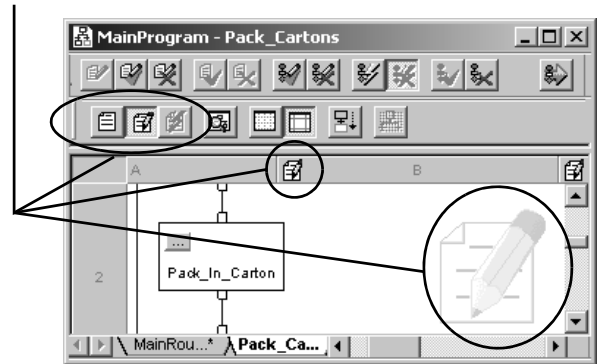 MainProgram - Pack_Cartons
A
B
2
...
Pack_In_Carton
MainRou...*
Pack_Ca...